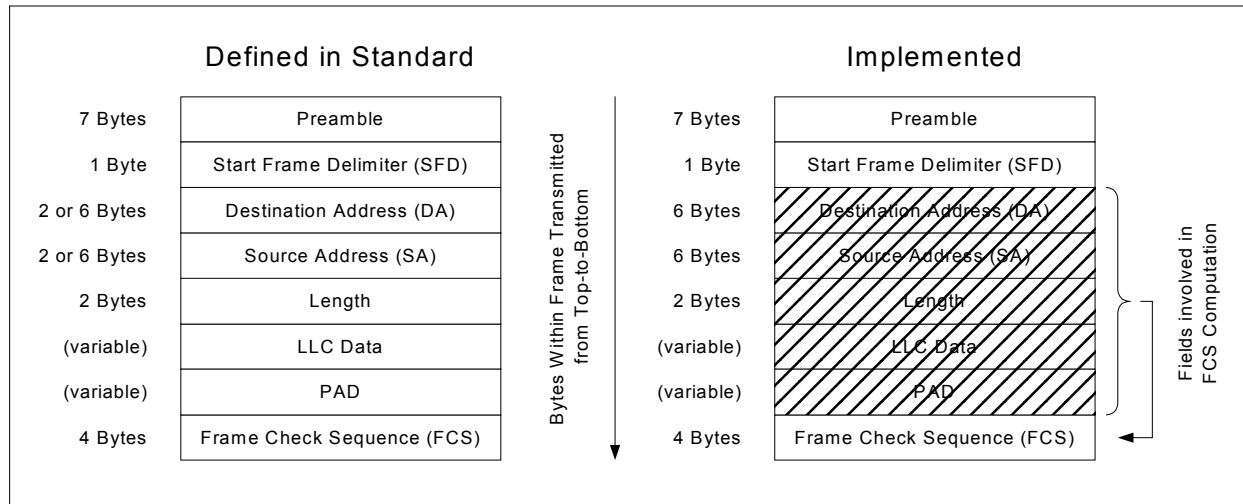 Defined in Standard
7 Bytes Preamble
1 Byte Start Frame Delimiter (SFD)
2 or 6 Bytes Destination Address (DA)
2 or 6 Bytes Source Address (SA)
2 Bytes Length
(variable) LLC Data
(variable) PAD
4 Bytes Frame Check Sequence (FCS)
Bytes Within Frame Transmitted
from Top-to-Bottom
Implemented
7 Bytes Preamble
1 Byte Start Frame Delimiter (SFD)
6 Bytes Destination Address (DA)
6 Bytes Source Address (SA)
2 Bytes Length
(variable) LLC Data
(variable) PAD
4 Bytes Frame Check Sequence (FCS)
Fields involved in
FCS Computation